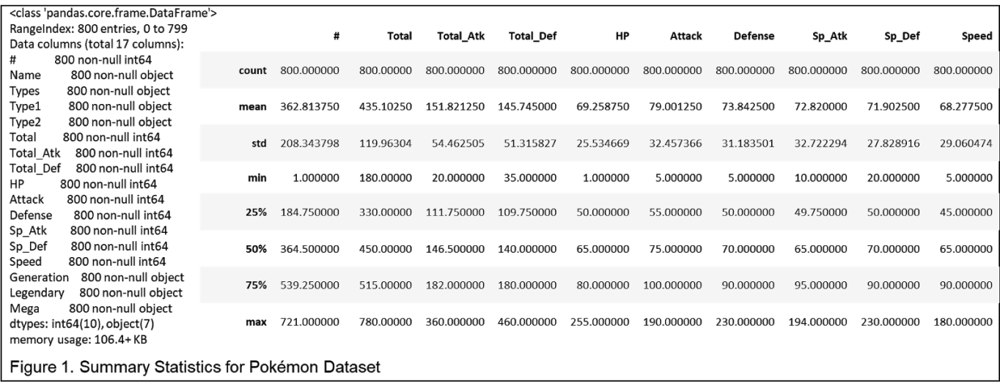 <class 'pandas.core.frame.DataFrame'>
RangeIndex: 800 entries, 0 to 799
Data columns (total 17 columns):
# 800 non-null int64
Name 800 non-null object
Types 800 non-null object
Type1 800 non-null object
Type2 800 non-null object
Total 800 non-null int64
Total_Atk 800 non-null int64
Total_Def 800 non-null int64
HP 800 non-null int64
Attack 800 non-null int64
Defense 800 non-null int64
Sp_Atk 800 non-null int64
Sp_Def 800 non-null int64
Speed 800 non-null int64
Generation 800 non-null object
Legendary 800 non-null object
Mega 800 non-null object
dtypes: int64(10), object(7)
memory usage: 106.4+ KB
# Total Total_Atk Total_Def HP Attack Defense Sp_Atk Sp_Def Speed
count 800.000000 800.00000 800.000000 800.000000 800.000000 800.000000 800.000000 800.000000 800.000000 800.000000
mean 362.813750 435.10250 151.821250 145.745000 69.258750 79.001250 73.842500 72.820000 71.902500 68.277500
std 208.343798 119.96304 54.462505 51.315827 25.534669 32.457366 31.183501 32.722294 27.828916 29.060474
min 1.000000 180.00000 20.000000 35.000000 1.000000 5.000000 5.000000 10.000000 20.000000 5.000000
25% 184.750000 330.00000 111.750000 109.750000 50.000000 55.000000 50.000000 49.750000 50.000000 45.000000
50% 364.500000 450.00000 146.500000 140.000000 65.000000 75.000000 70.000000 65.000000 70.000000 65.000000
75% 539.250000 515.00000 182.000000 180.000000 80.000000 100.000000 90.000000 95.000000 90.000000 90.000000
max 721.000000 780.00000 360.000000 460.000000 255.000000 190.000000 230.000000 194.000000 230.000000 180.000000
Figure 1. Summary Statistics for Pokémon Dataset